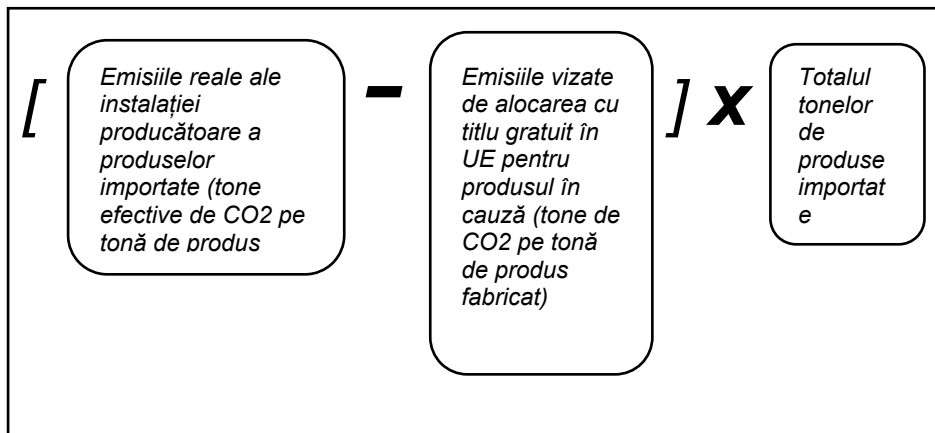 [
Emisiile reale ale
instalației
producătoare a
produselor
importate (tone
efective de CO2 pe
tonă de produs
-
Emisiile vizate
de alocarea cu
titlu gratuit în
UE pentru
produsul în
cauză (tone de
CO2 pe tonă
de produs
fabricat)
] x
Totalul
tonelor
de
produse
importat
e